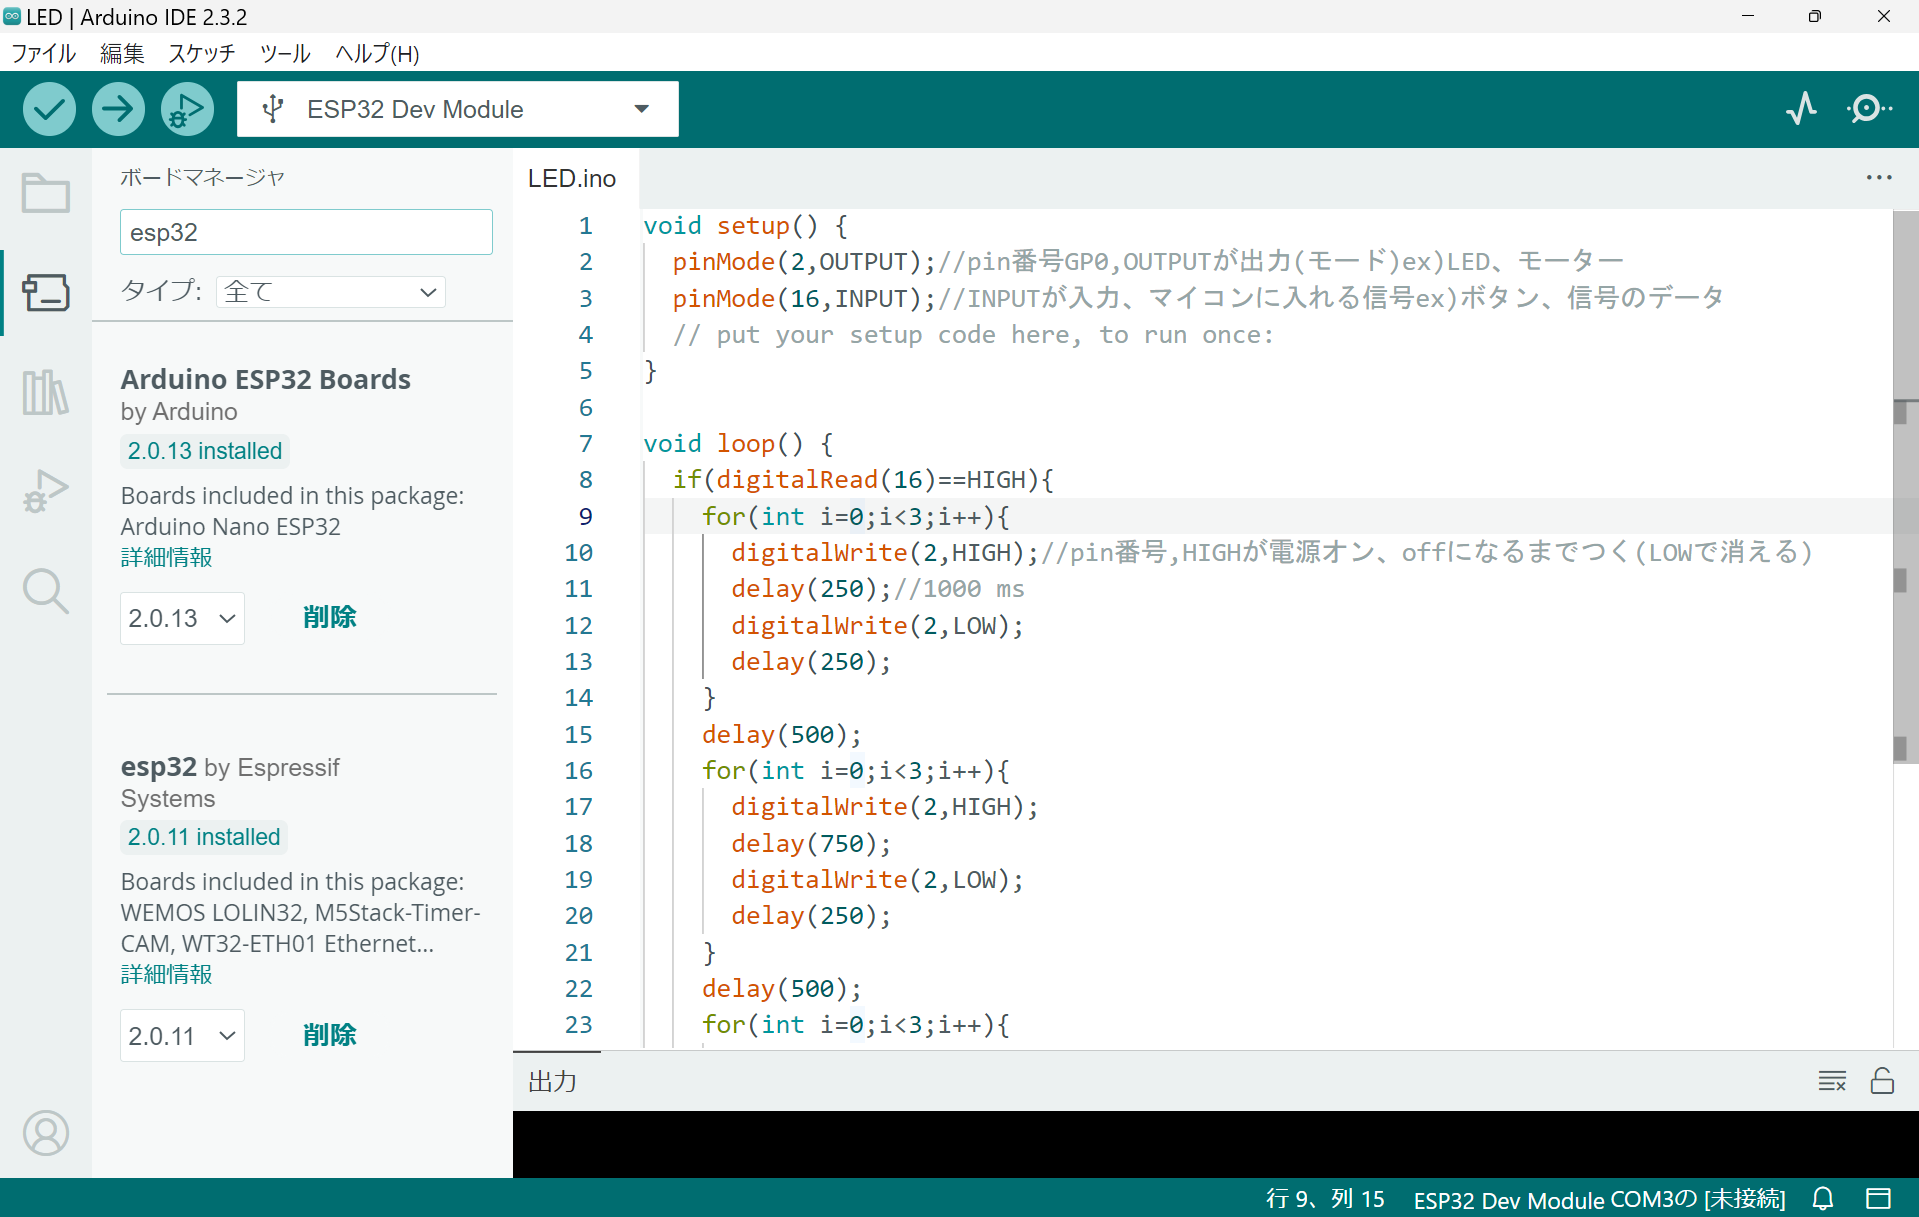 LED | Arduino IDE 2.3.2
ファイル 編集 スケッチ ツール ヘルプ(H)
ESP32 Dev Module
ボードマネージャ
esp32
タイプ: 全て
Arduino ESP32 Boards
by Arduino
2.0.13 installed
Boards included in this package:
Arduino Nano ESP32
詳細情報
2.0.13 削除
esp32 by Espressif
Systems
2.0.11 installed
Boards included in this package:
WEMOS LOLIN32, M5Stack-Timer-
CAM, WT32-ETH01 Ethernet...
詳細情報
2.0.11 削除
LED.ino
1 void setup() {
2 pinMode(2,OUTPUT);//pin番号GP0,OUTPUTが出力(モード)ex)LED、モーター
3 pinMode(16,INPUT);//INPUTが入力、マイコンに入れる信号ex)ボタン、信号のデータ
4 // put your setup code here, to run once:
5 }
6
7 void loop() {
8 if(digitalRead(16)==HIGH){
9 for(int i=0;i<3;i++){
10 digitalWrite(2,HIGH);//pin番号,HIGHが電源オン、offになるまでつく(LOWで消える)
11 delay(250);//1000 ms
12 digitalWrite(2,LOW);
13 delay(250);
14 }
15 delay(500);
16 for(int i=0;i<3;i++){
17 digitalWrite(2,HIGH);
18 delay(750);
19 digitalWrite(2,LOW);
20 delay(250);
21 }
22 delay(500);
23 for(int i=0;i<3;i++){
出力
行 9、列 15 ESP32 Dev Module COM3の [未接続]